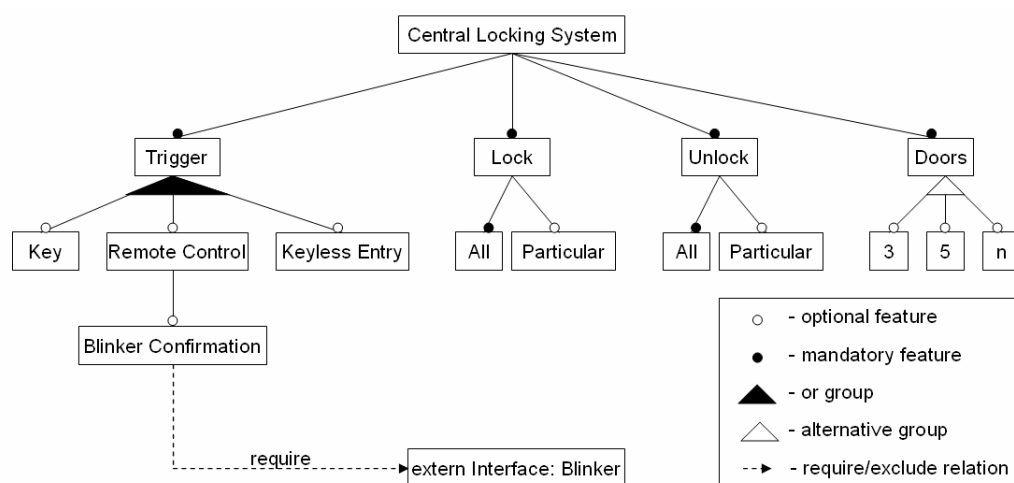 Central Locking System
Trigger
Lock
Unlock
Doors
Key
Remote Control
Keyless Entry
All
Particular
All
Particular
3
5
n
Blinker Confirmation
require
extern Interface: Blinker
- optional feature
- mandatory feature
- or group
- alternative group
- require/exclude relation